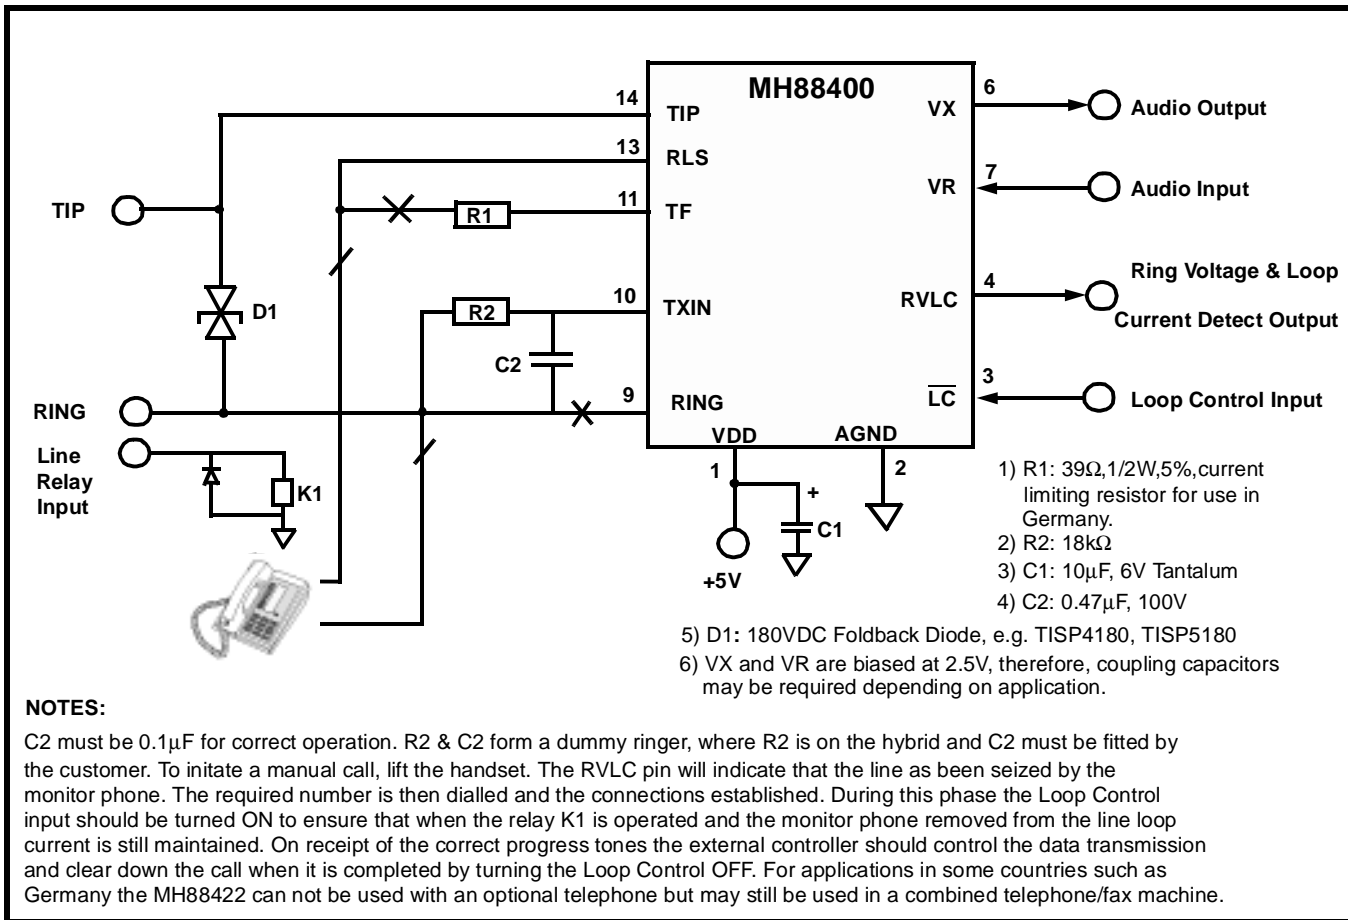 MH88400
14
TIP
6
VX
Audio Output
13
RLS
7
VR
Audio Input
TIP
R1
11
TF
Ring Voltage & Loop
4
RVLC
Current Detect Output
D1
R2
10
TXIN
C2
3
L̅C̅
Loop Control Input
RING
9
RING
VDD
AGND
1
2
Line
Relay
Input
K1
+
C1
+5V
1) R1: 39Ω,1/2W,5%,current
limiting resistor for use in
Germany.
2) R2: 18kΩ
3) C1: 10μF, 6V Tantalum
4) C2: 0.47μF, 100V
5) D1: 180VDC Foldback Diode, e.g. TISP4180, TISP5180
6) VX and VR are biased at 2.5V, therefore, coupling capacitors
may be required depending on application.
NOTES:
C2 must be 0.1μF for correct operation. R2 & C2 form a dummy ringer, where R2 is on the hybrid and C2 must be fitted by
the customer. To initate a manual call, lift the handset. The RVLC pin will indicate that the line as been seized by the
monitor phone. The required number is then dialled and the connections established. During this phase the Loop Control
input should be turned ON to ensure that when the relay K1 is operated and the monitor phone removed from the line loop
current is still maintained. On receipt of the correct progress tones the external controller should control the data transmission
and clear down the call when it is completed by turning the Loop Control OFF. For applications in some countries such as
Germany the MH88422 can not be used with an optional telephone but may still be used in a combined telephone/fax machine.